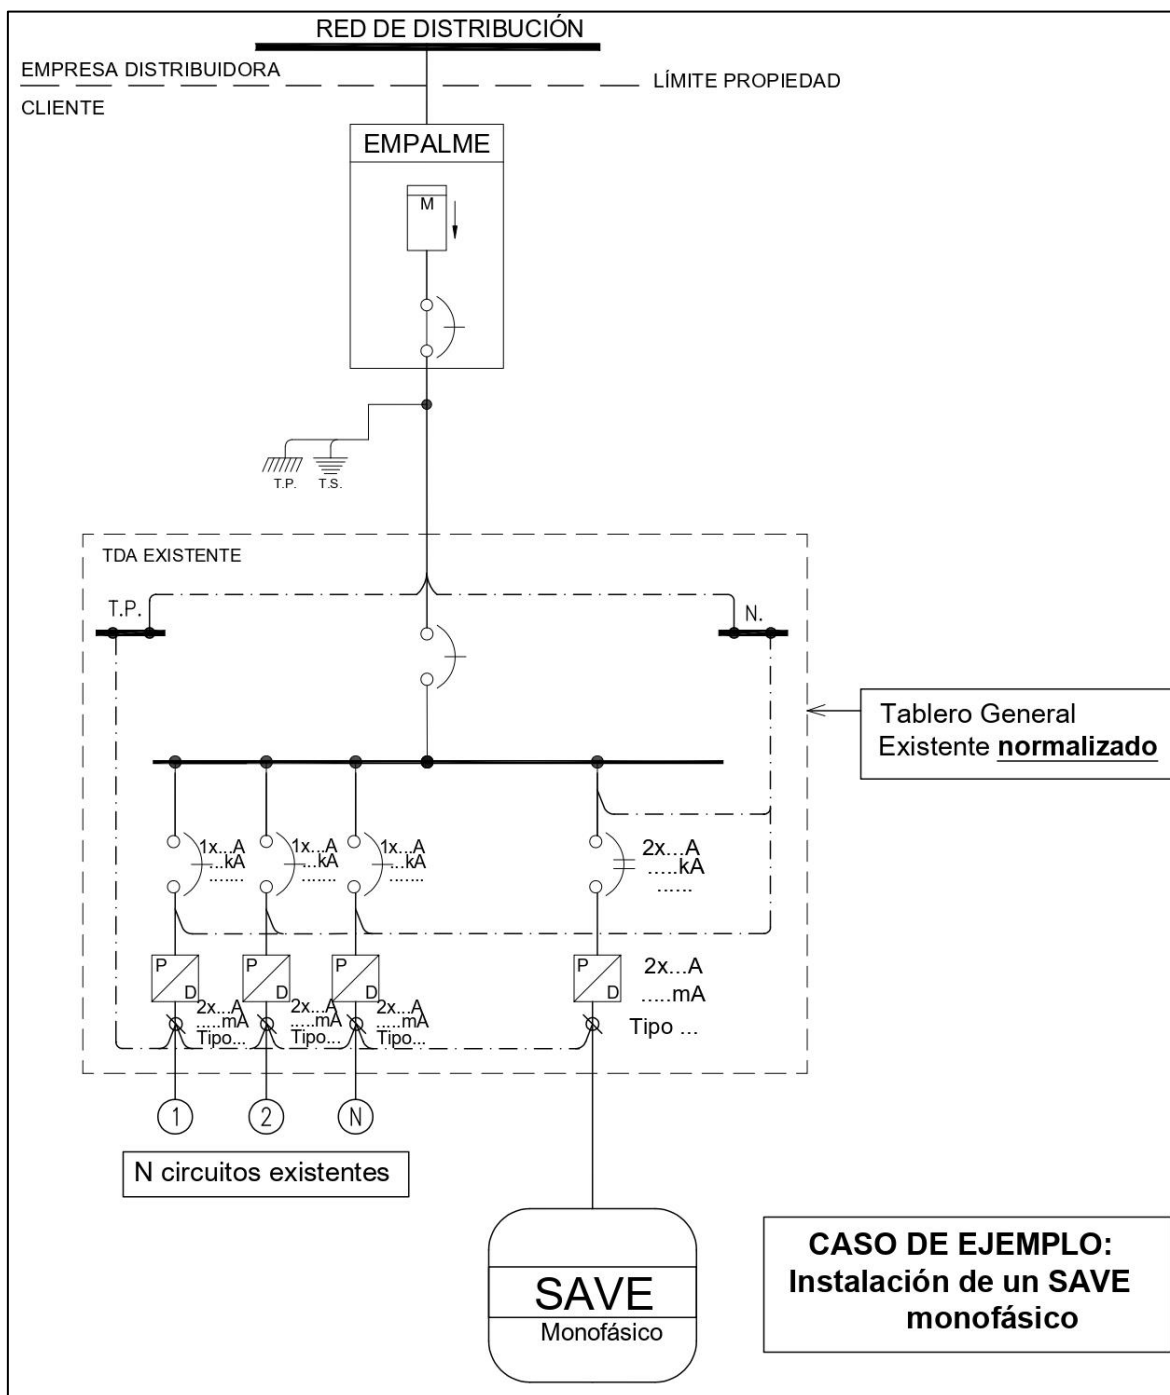 RED DE DISTRIBUCIÓN
EMPRESA DISTRIBUIDORA
LÍMITE PROPIEDAD
CLIENTE
EMPALME
M
T.P.
T.S.
TDA EXISTENTE
T.P.
N.
Tablero General
Existente normalizado
1x...A
...kA
.......
1x...A
...kA
.......
1x...A
...kA
.......
2x...A
.....kA
......
P
D
P
D
P
D
P
D
2x...A
.....mA
Tipo...
2x...A
.....mA
Tipo...
2x...A
.....mA
Tipo...
2x...A
.....mA
Tipo ...
1
2
N
N circuitos existentes
SAVE
Monofásico
CASO DE EJEMPLO:
Instalación de un SAVE
monofásico